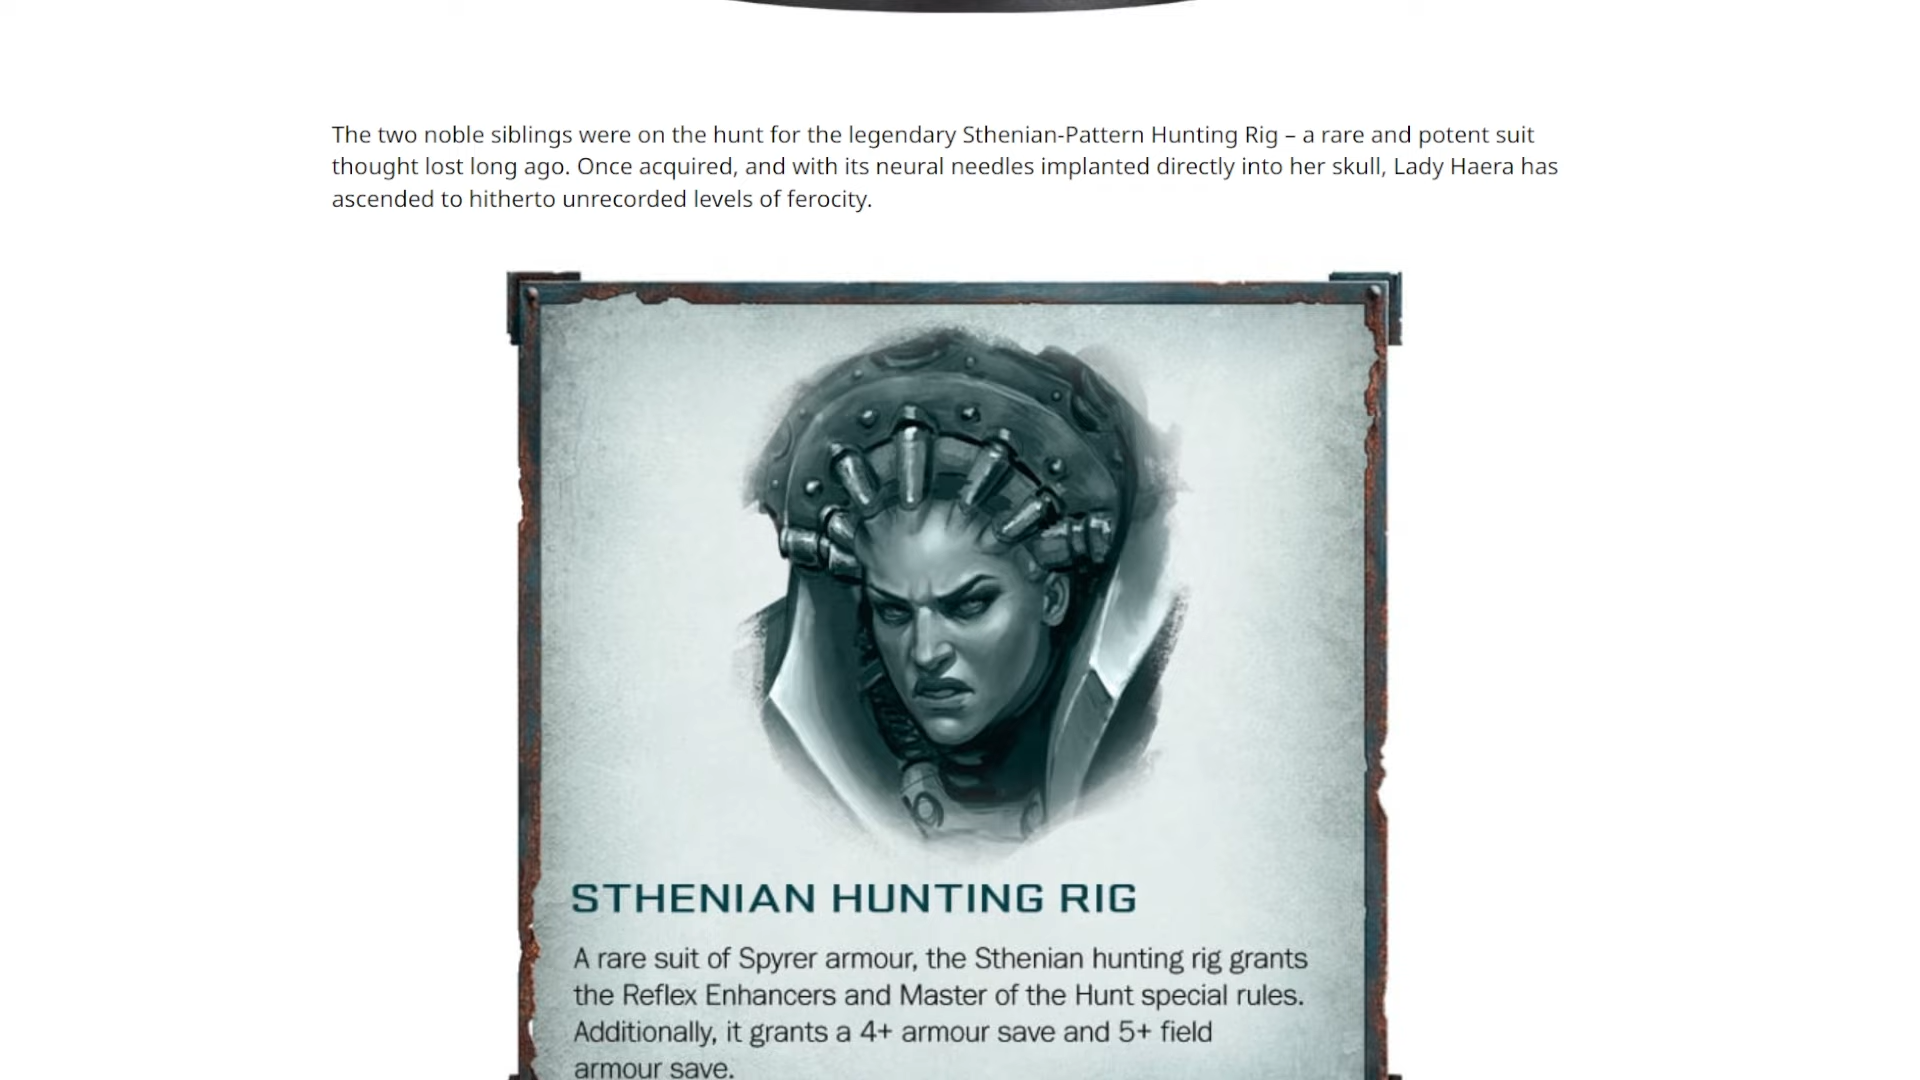 The two noble siblings were on the hunt for the legendary Sthenian-Pattern Hunting Rig – a rare and potent suit
thought lost long ago. Once acquired, and with its neural needles implanted directly into her skull, Lady Haera has
ascended to hitherto unrecorded levels of ferocity.
STHENIAN HUNTING RIG
A rare suit of Spyrer armour, the Sthenian hunting rig grants
the Reflex Enhancers and Master of the Hunt special rules.
Additionally, it grants a 4+ armour save and 5+ field
armour save.